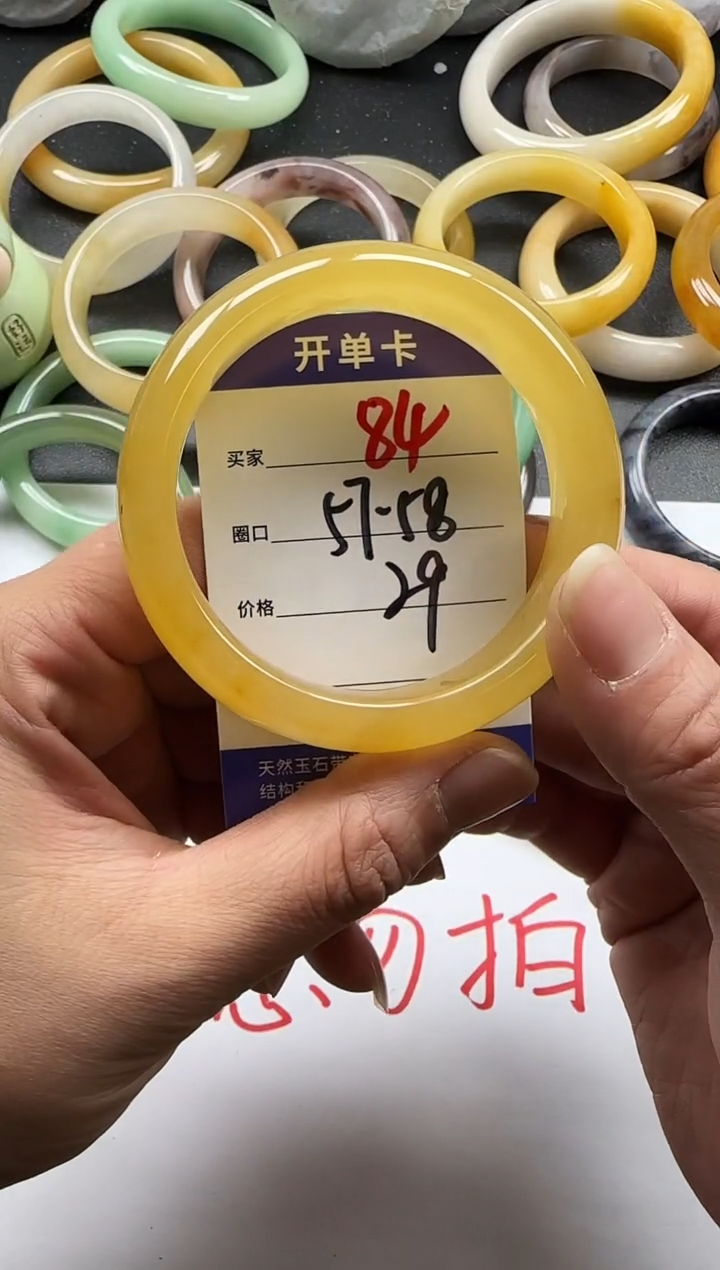 开单卡
买家 84
圈口 57-58
价格 29
天然玉石
结构
勿拍